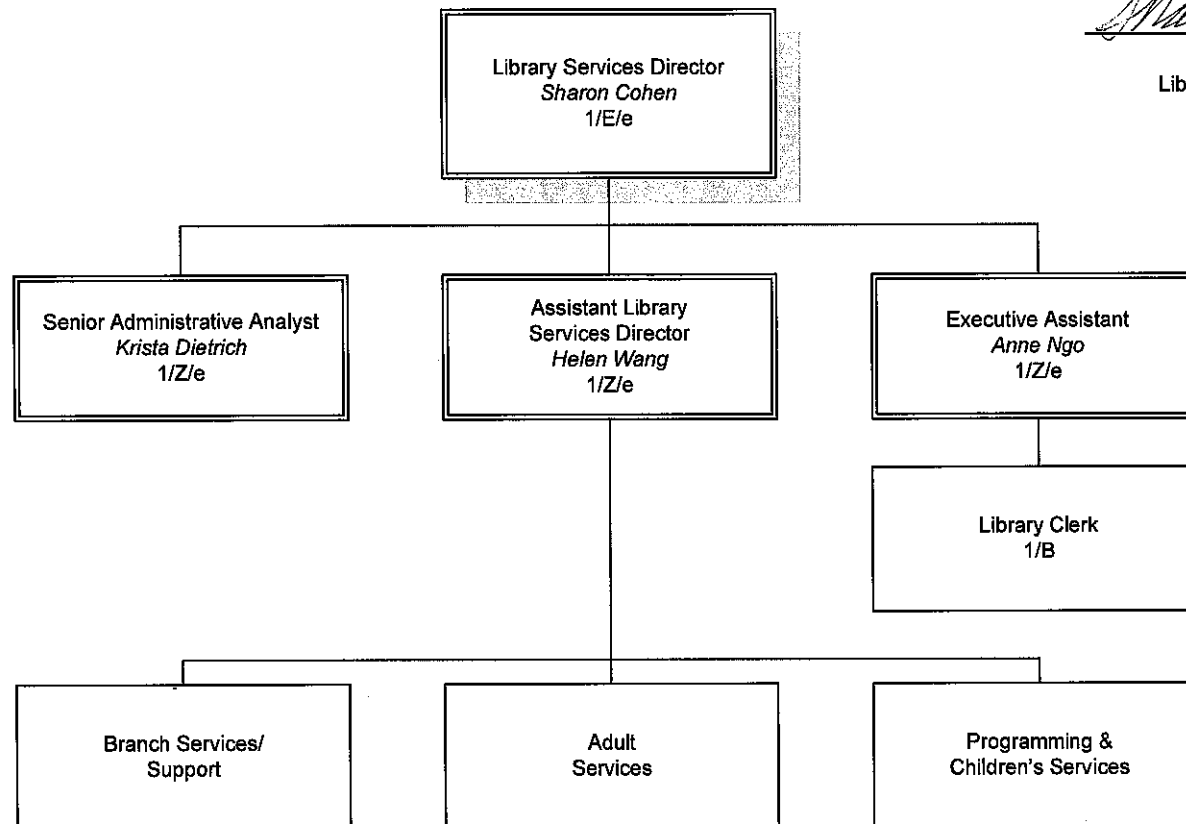 Library Services Director
Sharon Cohen
1/E/e
Lib
Senior Administrative Analyst
Krista Dietrich
1/Z/e
Assistant Library
Services Director
Helen Wang
1/Z/e
Executive Assistant
Anne Ngo
1/Z/e
Library Clerk
1/B
Branch Services/
Support
Adult
Services
Programming &
Children's Services